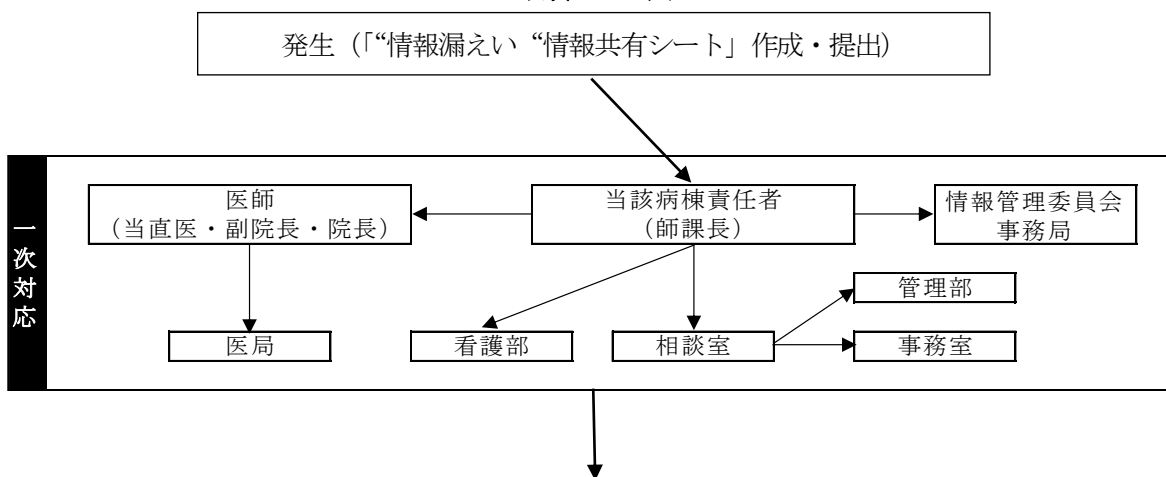 発生（「“情報漏えい“情報共有シート」作成・提出）
一次対応
医師
（当直医・副院長・院長）
当該病棟責任者
（師課長）
情報管理委員会
事務局
管理部
医局
看護部
相談室
事務室